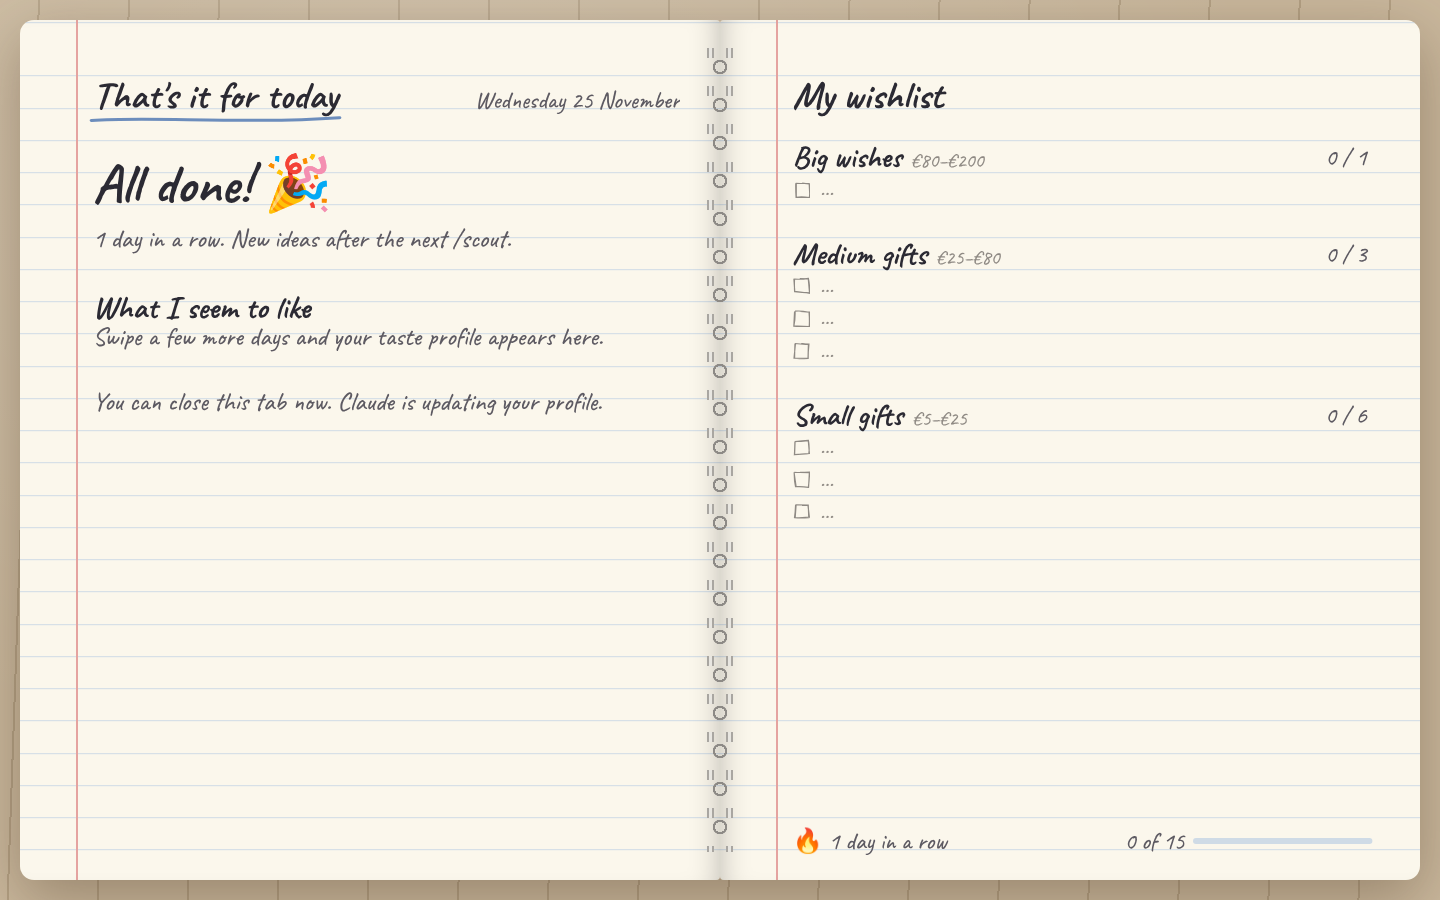 That's it for today
Wednesday 25 November
All done!
1 day in a row. New ideas after the next /scout.
What I seem to like
Swipe a few more days and your taste profile appears here.
You can close this tab now. Claude is updating your profile.
My wishlist
Big wishes €80–€200 0 / 1
...
Medium gifts €25–€80 0 / 3
...
...
...
Small gifts €5–€25 0 / 6
...
...
...
1 day in a row 0 of 15